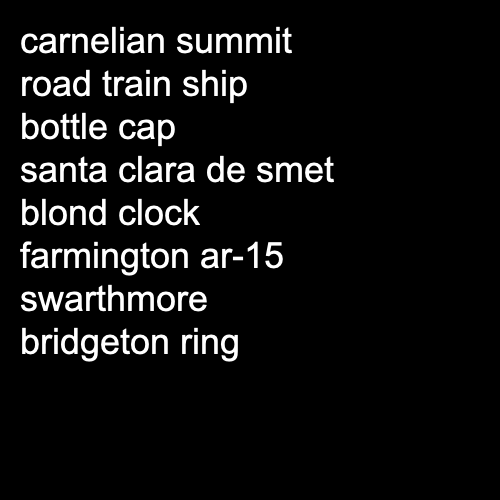 carnelian summit
road train ship
bottle cap
santa clara de smet
blond clock
farmington ar-15
swarthmore
bridgeton ring